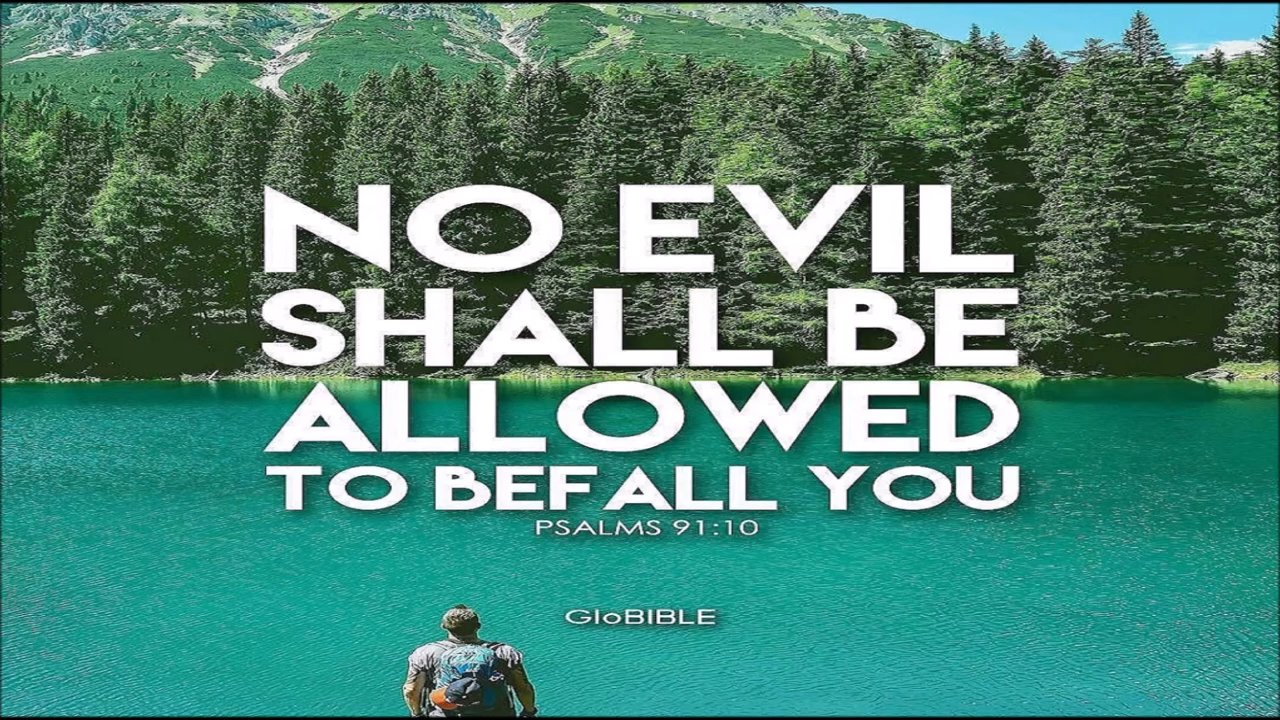 NO EVIL
SHALL BE
ALLOWED
TO BEFALL YOU
PSALMS 91:10
GloBIBLE